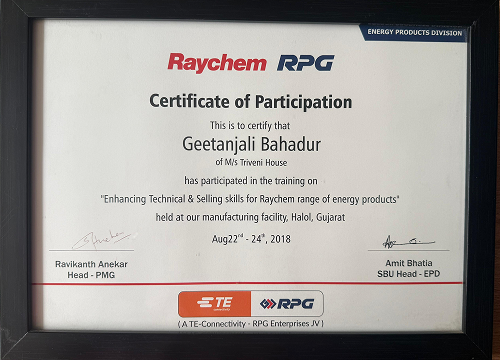 ENERGY PRODUCTS DIVISION
Raychem RPG
Certificate of Participation
This is to certify that
Geetanjali Bahadur
of M/s Triveni House
has participated in the training on
"Enhancing Technical & Selling skills for Raychem range of energy products"
held at our manufacturing facility, Halol, Gujarat
Aug22nd - 24th, 2018
Ravikanth Anekar
Head - PMG
Amit Bhatia
SBU Head - EPD
TE RPG
( A TE-Connectivity - RPG Enterprises JV )